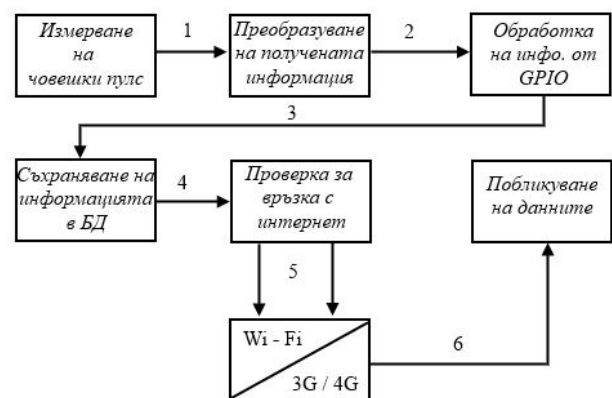 Измерване
на
човешки пулс
1
Преобразуване
на получената
информация
2
Обработка
на инфо. от
GPIO
3
Съхраняване на
информацията
в БД
4
Проверка за
връзка с
интернет
Побликуване
на данните
5
Wi - Fi
3G / 4G
6